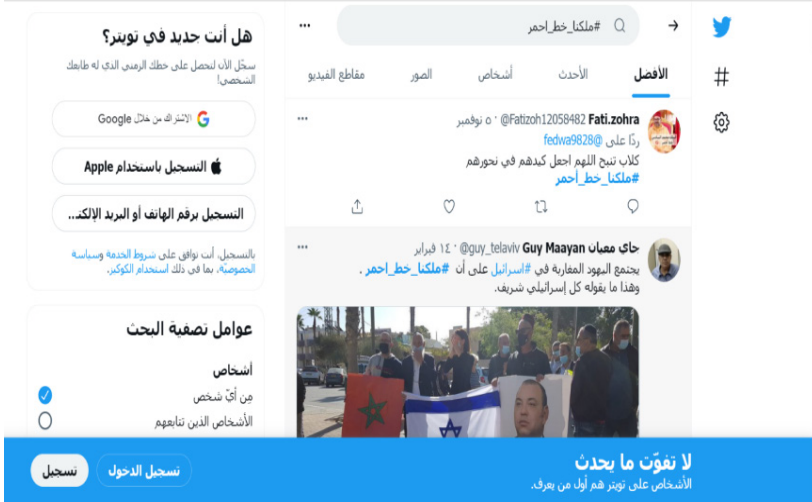 #ملكنا_خط_احمر
الأفضل
الأحدث
أشخاص
الصور
مقاطع الفيديو
Fati.zohra @Fatizoh12058482 · ٥ نوفمبر
ردًا على @fedwa9828
كلاب تنبح اللهم اجعل كيدهم في نحورهم
#ملكنا_خط_أحمر
جاي معيان Guy Maayan @guy_telaviv · ١٤ فبراير
يجتمع اليهود المغاربة في #اسرائيل على أن #ملكنا_خط_احمر .
وهذا ما يقوله كل إسرائيلي شريف.
هل أنت جديد في تويتر؟
سجّل الآن لتحصل على خطك الزمني الذي له طابعك
الشخصي!
الاشتراك من خلال Google
التسجيل باستخدام Apple
التسجيل برقم الهاتف أو البريد الإلكتـ...
بالتسجيل، أنت توافق على شروط الخدمة وسياسة
الخصوصيّة، بما في ذلك استخدام الكوكيز.
عوامل تصفية البحث
أشخاص
مِن أيّ شخص
الأشخاص الذين تتابعهم
لا تفوّت ما يحدث
الأشخاص على تويتر هم أول من يعرف.
تسجيل الدخول
تسجيل